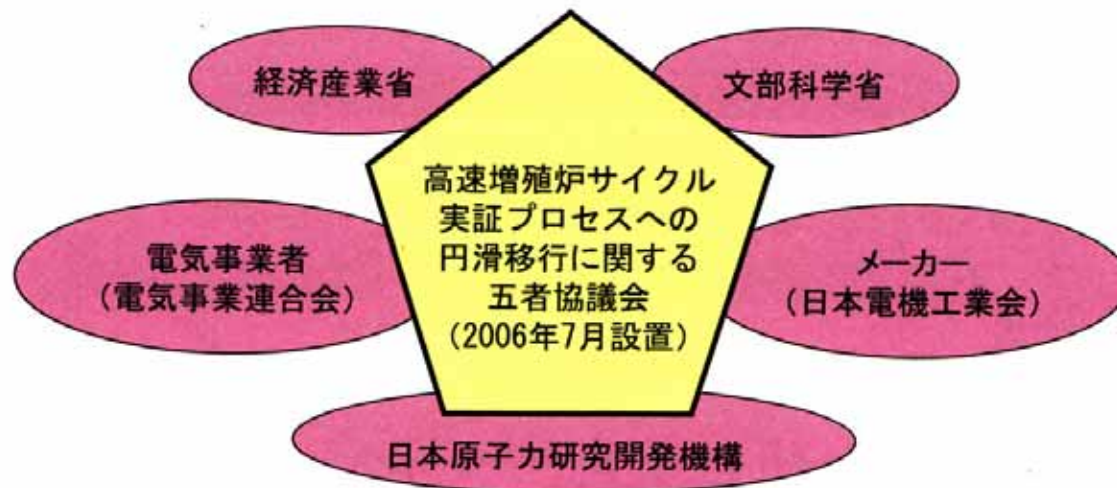 経済産業省
文部科学省
高速増殖炉サイクル
実証プロセスへの
円滑移行に関する
五者協議会
(2006年7月設置)
電気事業者
(電気事業連合会)
メーカー
(日本電機工業会)
日本原子力研究開発機構